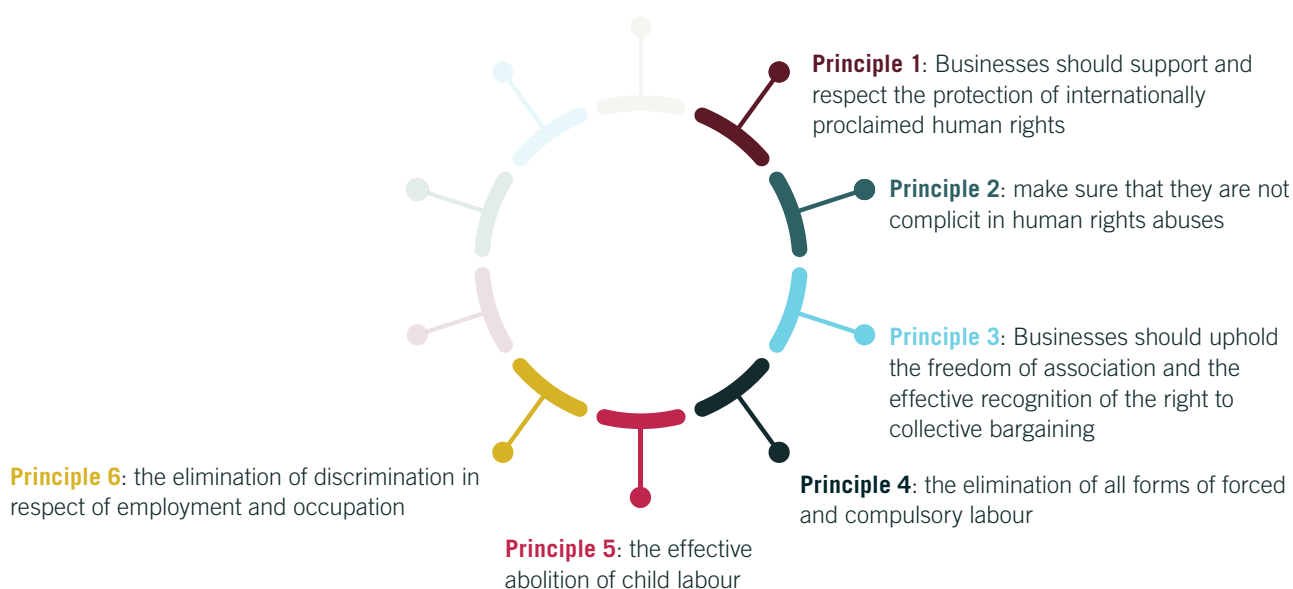 Principle 1: Businesses should support and
respect the protection of internationally
proclaimed human rights
Principle 2: make sure that they are not
complicit in human rights abuses
Principle 3: Businesses should uphold
the freedom of association and the
effective recognition of the right to
collective bargaining
Principle 4: the elimination of all forms of forced
and compulsory labour
Principle 5: the effective
abolition of child labour
Principle 6: the elimination of discrimination in
respect of employment and occupation